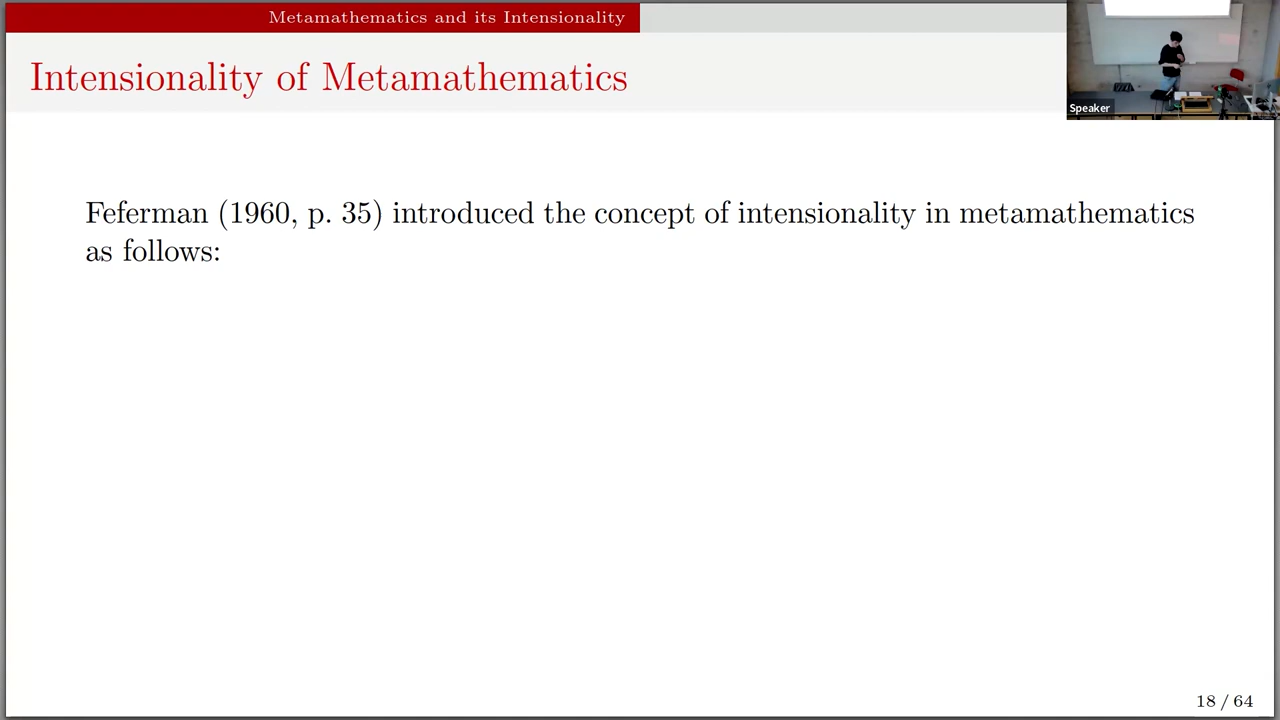 Metamathematics and its Intensionality
Intensionality of Metamathematics
Speaker
Feferman (1960, p. 35) introduced the concept of intensionality in metamathematics
as follows:
18 / 64